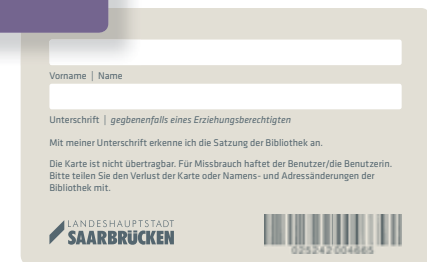 Vorname | Name
Unterschrift | gegebenenfalls eines Erziehungsberechtigten
Mit meiner Unterschrift erkenne ich die Satzung der Bibliothek an.
Die Karte ist nicht übertragbar. Für Missbrauch haftet der Benutzer/die Benutzerin.
Bitte teilen Sie den Verlust der Karte oder Namens- und Adressänderungen der
Bibliothek mit.
LANDESHAUPTSTADT
SAARBRÜCKEN